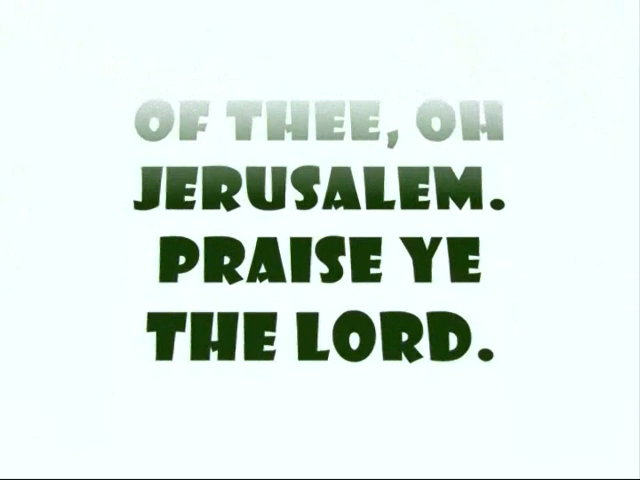 OF THEE, OH
JERUSALEM.
PRAISE YE
THE LORD.